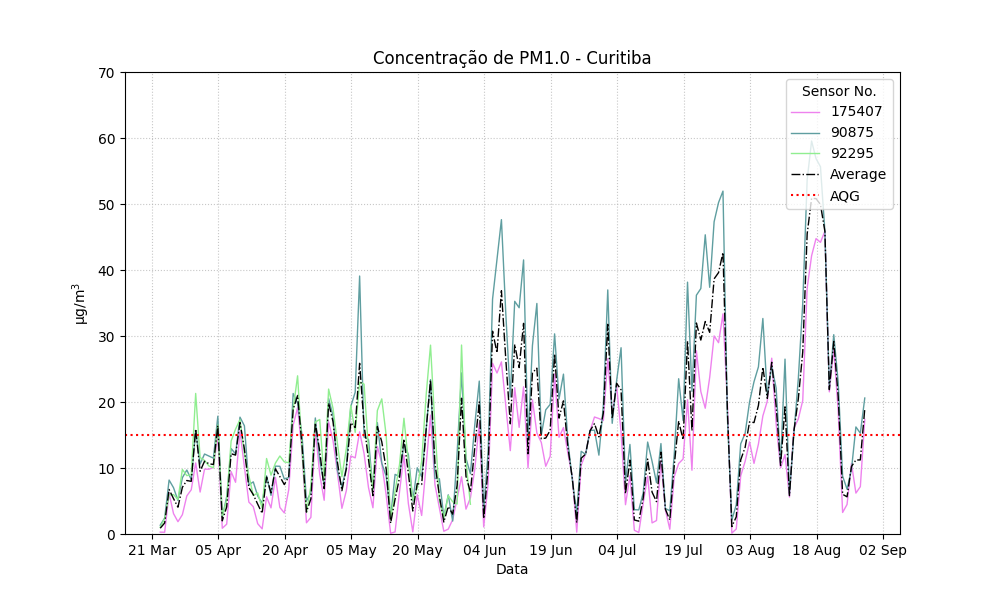 Concentração de PM1.0 - Curitiba
70
60
50
40
30
20
10
0
µg/m³
Sensor No.
175407
90875
92295
Average
AQG
21 Mar
05 Apr
20 Apr
05 May
20 May
04 Jun
19 Jun
04 Jul
19 Jul
03 Aug
18 Aug
02 Sep
Data